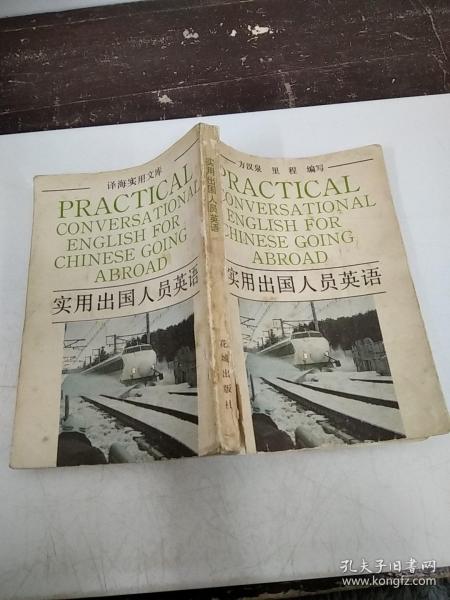 译海实用文库
PRACTICAL
CONVERSATIONAL
ENGLISH FOR
CHINESE GOING
ABROAD
实用出国人员英语
实用出国人员英语
花城出版社
方汉泉 里程 编写
PRACTICAL
CONVERSATIONAL
ENGLISH FOR
CHINESE GOING
ABROAD
实用出国人员英语
孔夫子旧书网
www.kongfz.com